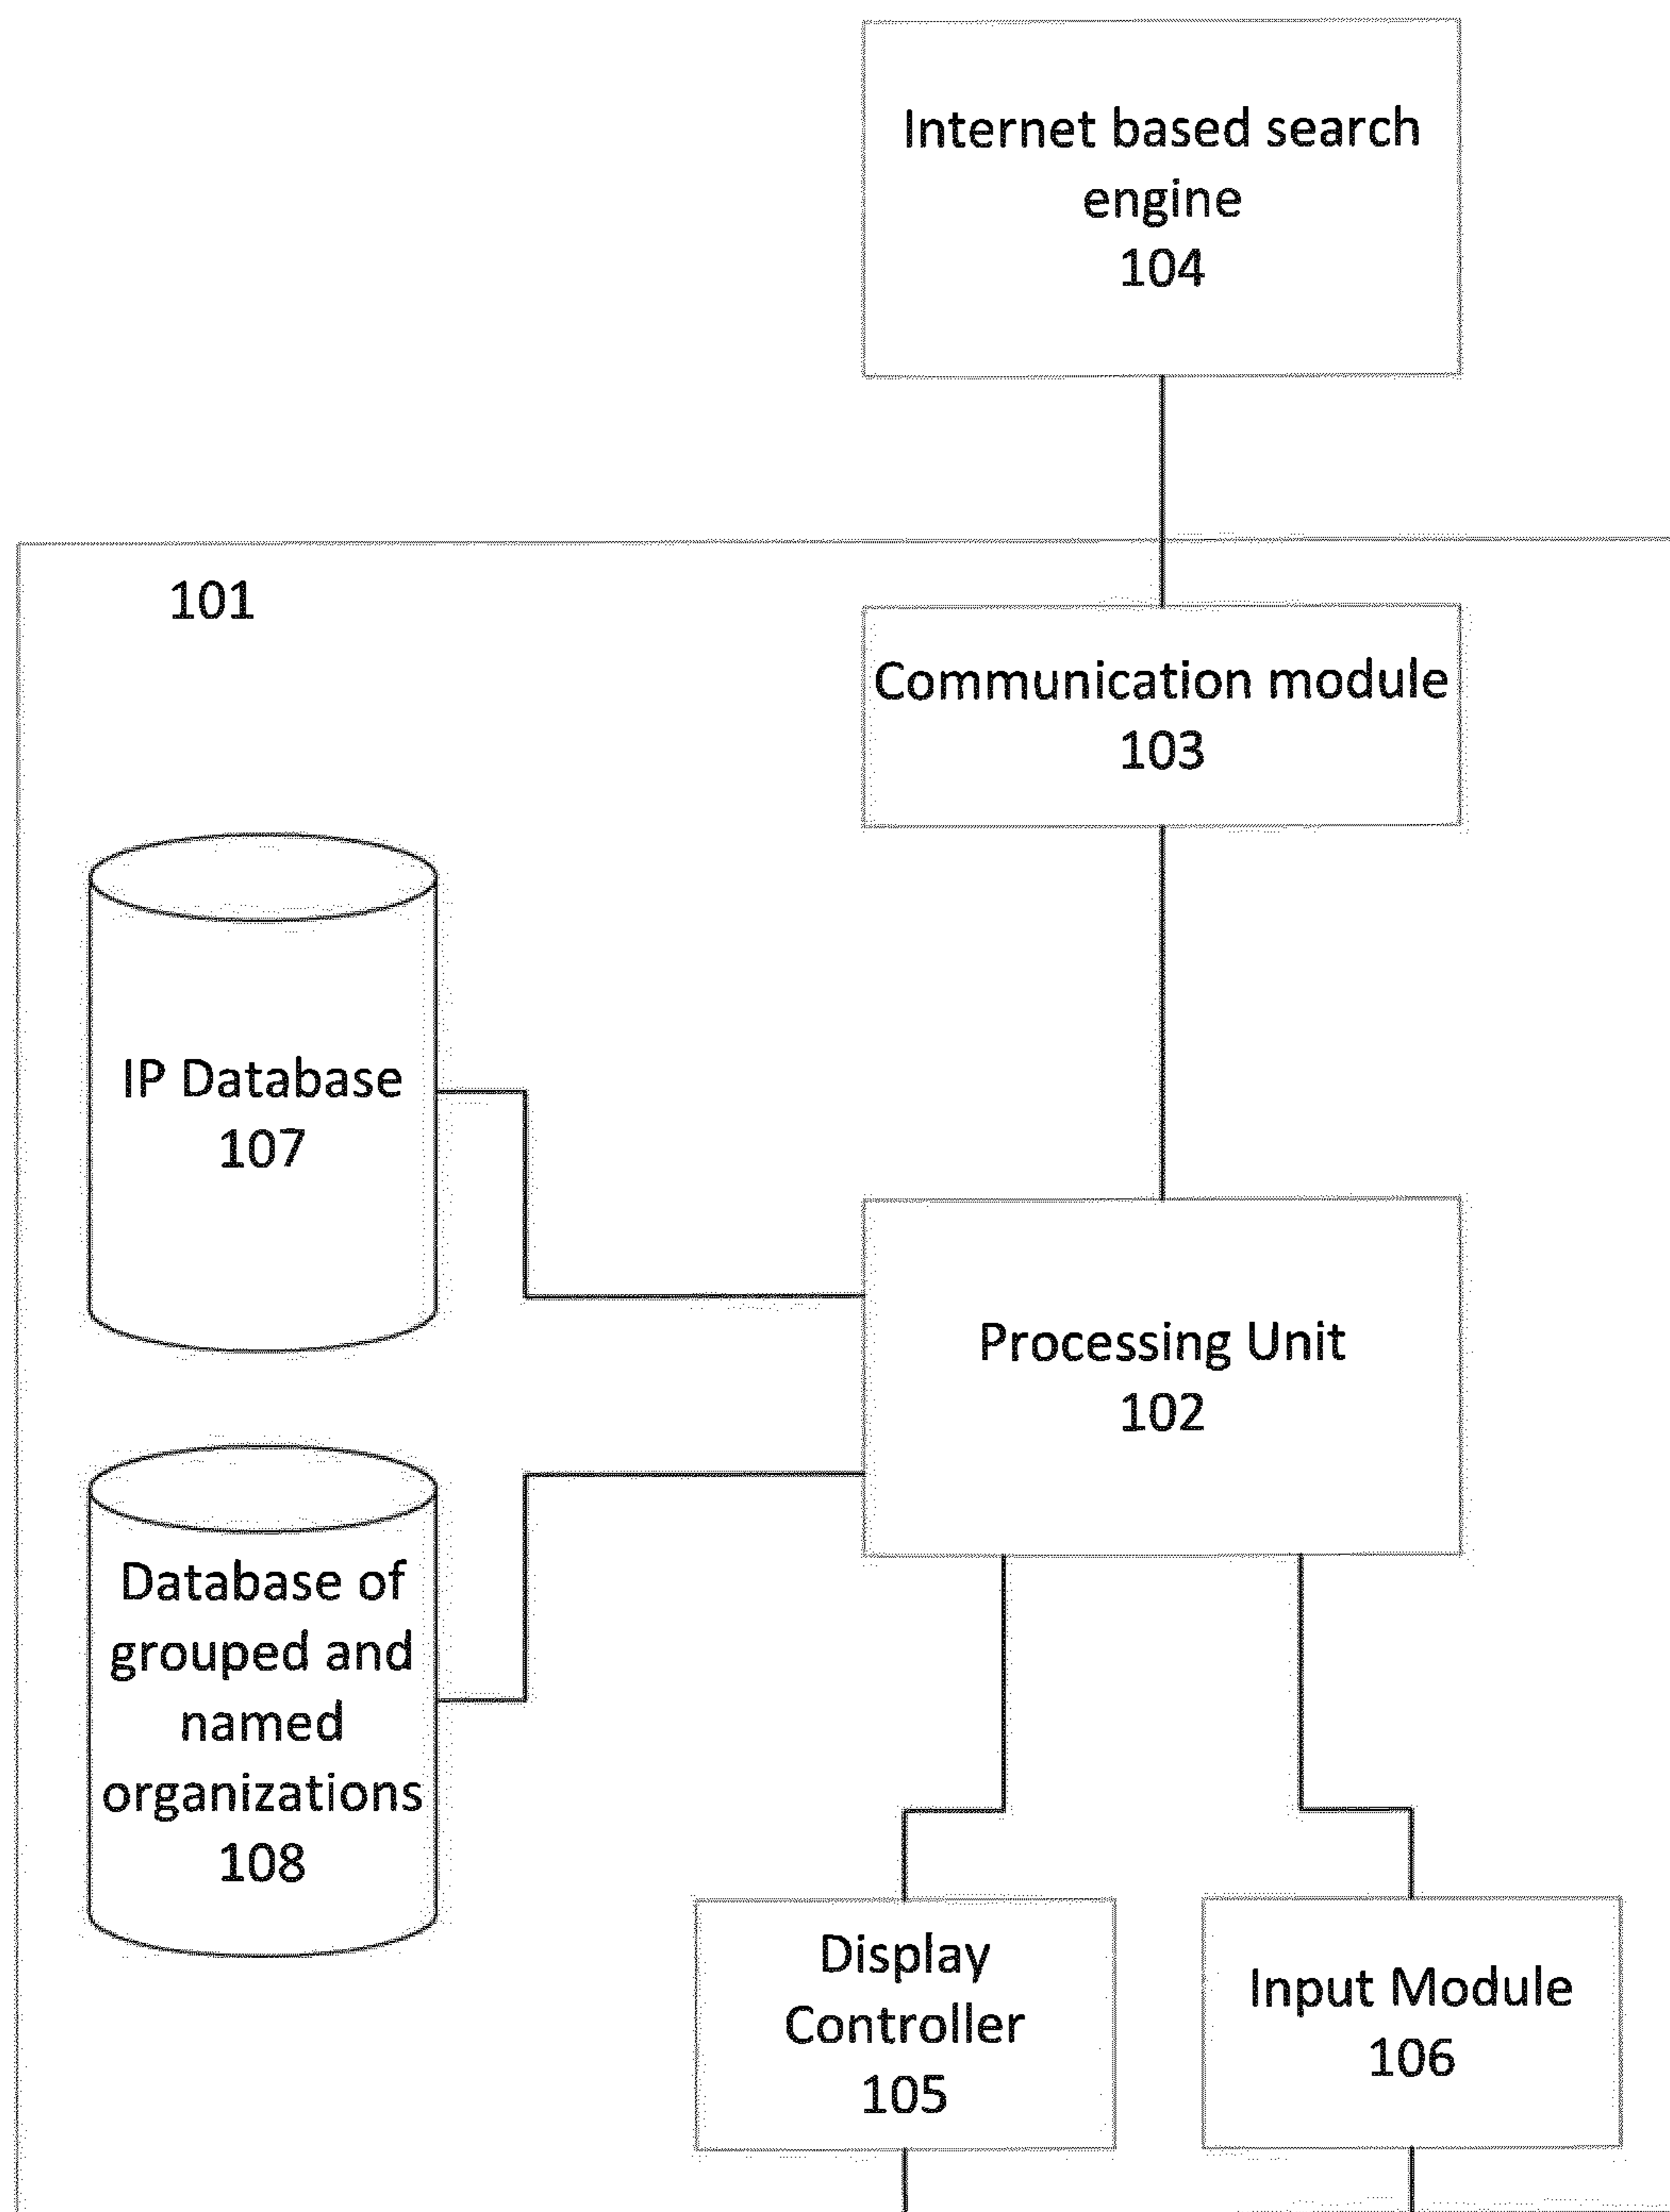 Internet based search
engine
104
101
Communication module
103
IP Database
107
Processing Unit
102
Database of
grouped and
named
organizations
108
Display
Controller
105
Input Module
106